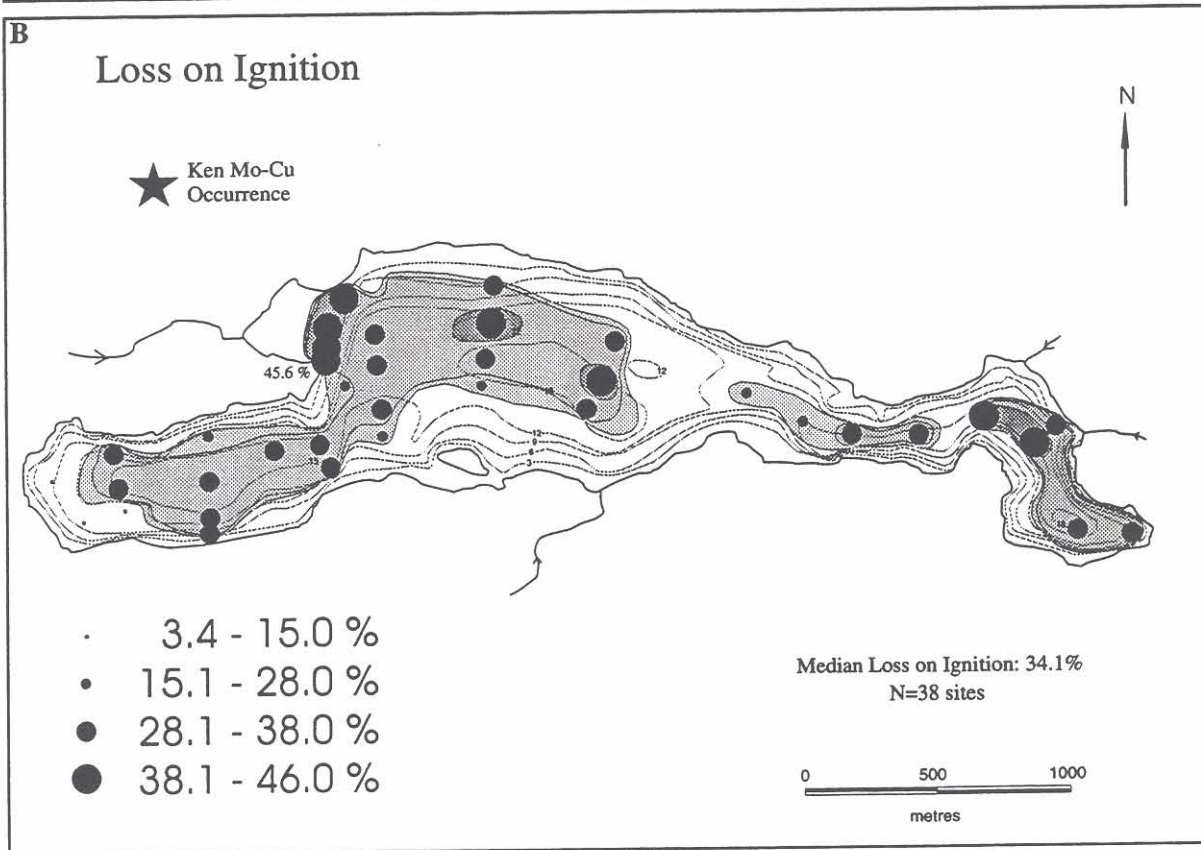 B
Loss on Ignition
N
Ken Mo-Cu
Occurrence
45.6 %
12
15
12
9
6
3
18
3.4 - 15.0 %
15.1 - 28.0 %
28.1 - 38.0 %
38.1 - 46.0 %
Median Loss on Ignition: 34.1%
N=38 sites
0 500 1000
metres